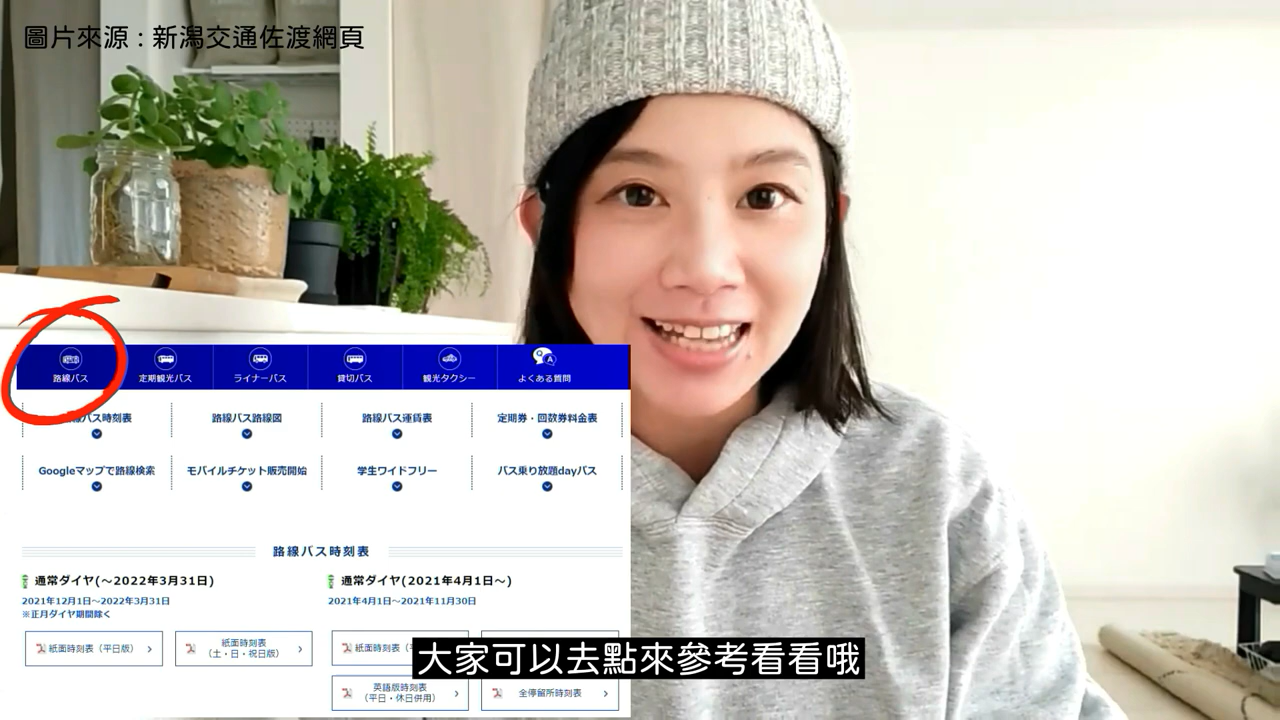 圖片來源 : 新潟交通佐渡網頁
路線バス
定期観光バス
ライナーバス
貸切バス
観光タクシー
よくある質問
バス時刻表
路線バス路線図
路線バス運賃表
定期券・回数券料金表
Googleマップで路線検索
モバイルチケット販売開始
学生ワイドフリー
バス乗り放題dayパス
路線バス時刻表
通常ダイヤ(～2022年3月31日)
2021年12月1日～2022年3月31日
※正月ダイヤ期間除く
通常ダイヤ(2021年4月1日～)
2021年4月1日～2021年11月30日
紙面時刻表（平日版）
紙面時刻表
（土・日・祝日版）
紙面時刻表
英語版時刻表
（平日・休日併用）
全停留所時刻表
大家可以去點來參考看看哦